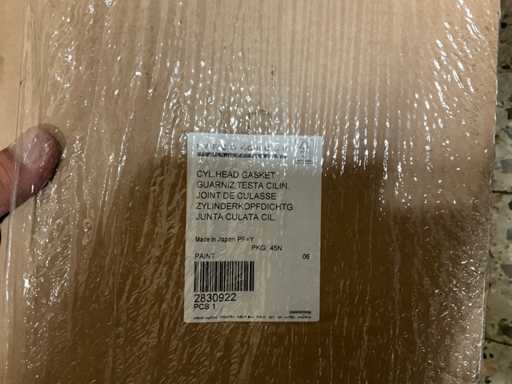 CYL.HEAD GASKET
GUARNIZ.TESTA CILIN.
JOINT DE CULASSE
ZYLINDERKOPFDICHTG
JUNTA CULATA CIL.
Made in Japan
PKG. 45N
PAINT 06
2830922
PCS 1